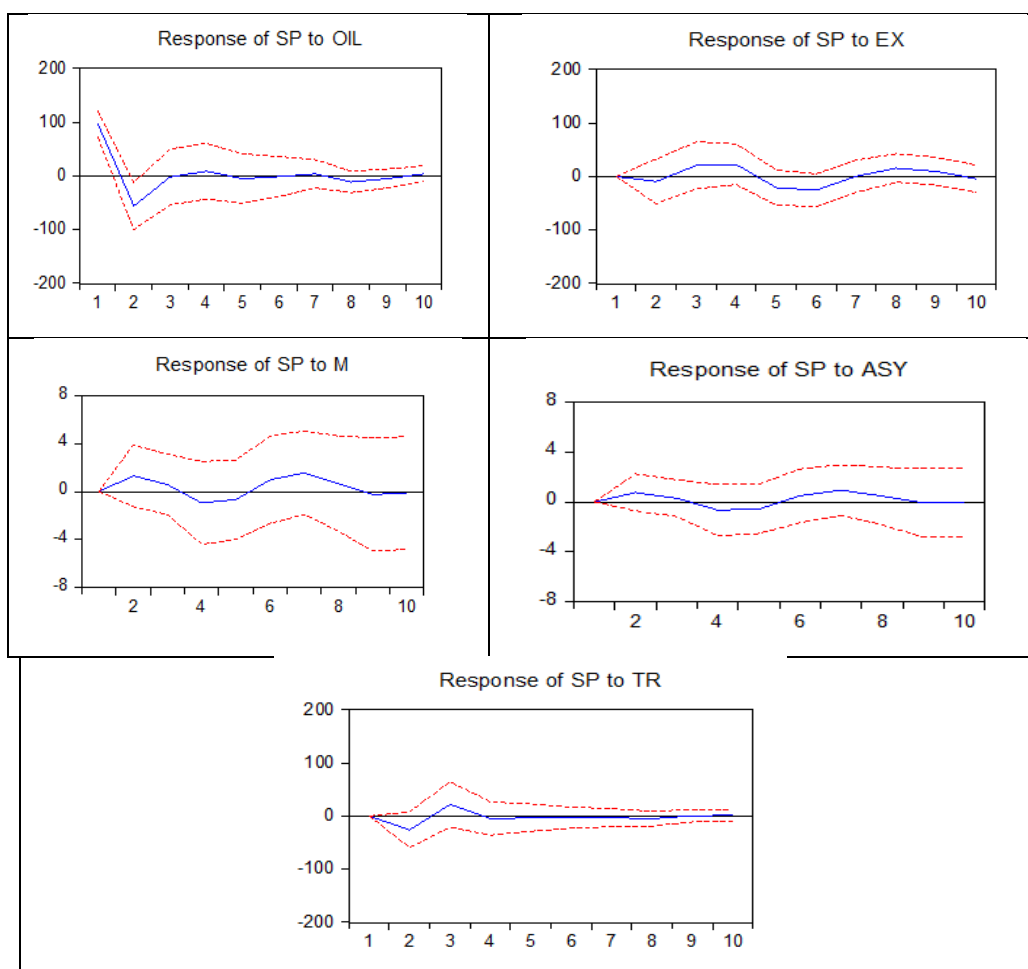 Response of SP to OIL
200
100
0
-100
-200
1 2 3 4 5 6 7 8 9 10
Response of SP to EX
200
100
0
-100
-200
1 2 3 4 5 6 7 8 9 10
Response of SP to M
8
4
0
-4
-8
2 4 6 8 10
Response of SP to ASY
8
4
0
-4
-8
2 4 6 8 10
Response of SP to TR
200
100
0
-100
-200
1 2 3 4 5 6 7 8 9 10